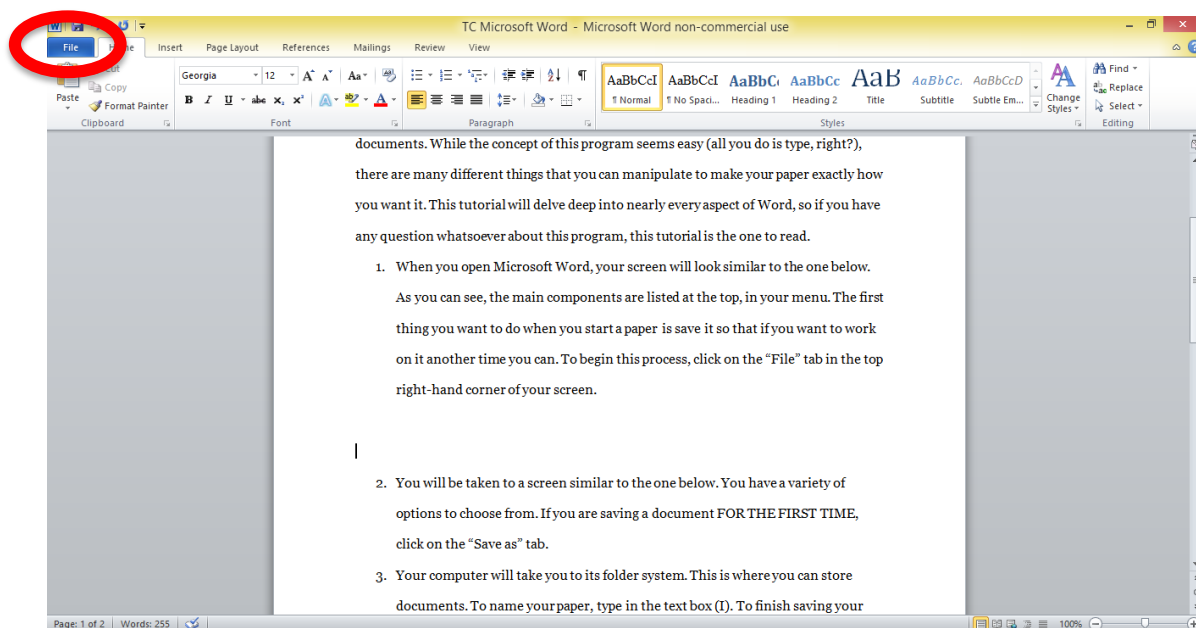 W
TC Microsoft Word - Microsoft Word non-commercial use
File Insert Page Layout References Mailings Review View
Paste
Copy
Format Painter
Clipboard
Georgia 12 Aa
B I U abc x₂ x² A ab A
Font
Paragraph
AaBbCcI AaBbCcI AaBbC AaBbCc AaB AaBbCc. AaBbCcD
¶ Normal ¶ No Spaci... Heading 1 Heading 2 Title Subtitle Subtle Em...
Change Styles
Styles
Find
Replace
Select
Editing
documents. While the concept of this program seems easy (all you do is type, right?),
there are many different things that you can manipulate to make your paper exactly how
you want it. This tutorial will delve deep into nearly every aspect of Word, so if you have
any question whatsoever about this program, this tutorial is the one to read.
1. When you open Microsoft Word, your screen will look similar to the one below.
As you can see, the main components are listed at the top, in your menu. The first
thing you want to do when you start a paper is save it so that if you want to work
on it another time you can. To begin this process, click on the “File” tab in the top
right-hand corner of your screen.
2. You will be taken to a screen similar to the one below. You have a variety of
options to choose from. If you are saving a document FOR THE FIRST TIME,
click on the “Save as” tab.
3. Your computer will take you to its folder system. This is where you can store
documents. To name your paper, type in the text box (I). To finish saving your
Page: 1 of 2 Words: 255 100%